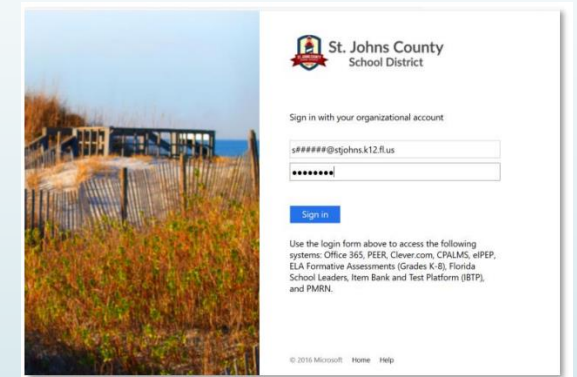 St. Johns County
School District
Sign in with your organizational account
s######@stjohns.k12.fl.us
••••••••
Sign in
Use the login form above to access the following
systems: Office 365, PEER, Clever.com, CPALMS, eIPEP,
ELA Formative Assessments (Grades K-8), Florida
School Leaders, Item Bank and Test Platform (IBTP),
and PMRN.
© 2016 Microsoft Home Help